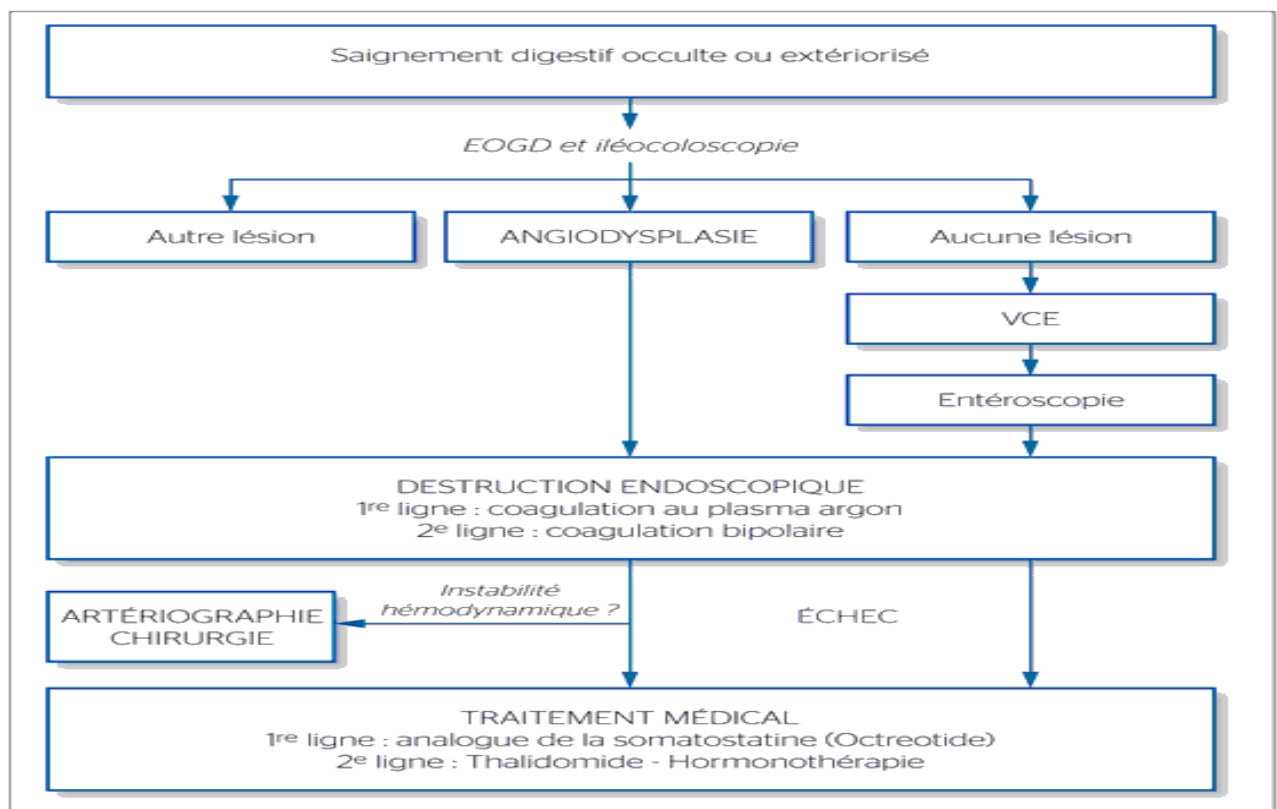 Saignement digestif occulte ou extériorisé
EOGD et iléocoloscopie
Autre lésion
ANGIODYSPLASIE
Aucune lésion
VCE
Entéroscopie
DESTRUCTION ENDOSCOPIQUE
1re ligne : coagulation au plasma argon
2e ligne : coagulation bipolaire
Instabilité
hémodynamique ?
ARTÉRIOGRAPHIE
CHIRURGIE
ÉCHEC
TRAITEMENT MÉDICAL
1re ligne : analogue de la somatostatine (Octreotide)
2e ligne : Thalidomide - Hormonothérapie